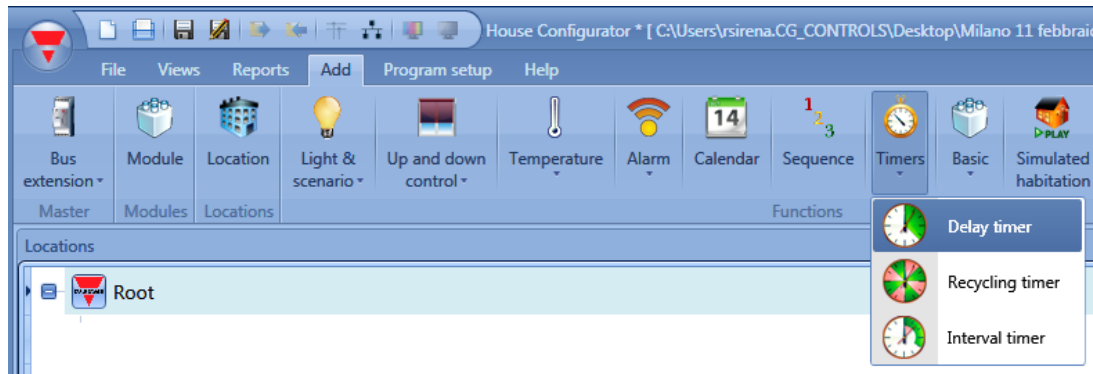 House Configurator * [ C:\Users\rsirena.CG_CONTROLS\Desktop\Milano 11 febbraio
File Views Reports Add Program setup Help
14 1 2 3 PLAY
Bus extension Module Location Light & scenario Up and down control Temperature Alarm Calendar Sequence Timers Basic Simulated habitation
Master Modules Locations Functions
Delay timer
Locations
Recycling timer
Root
Interval timer